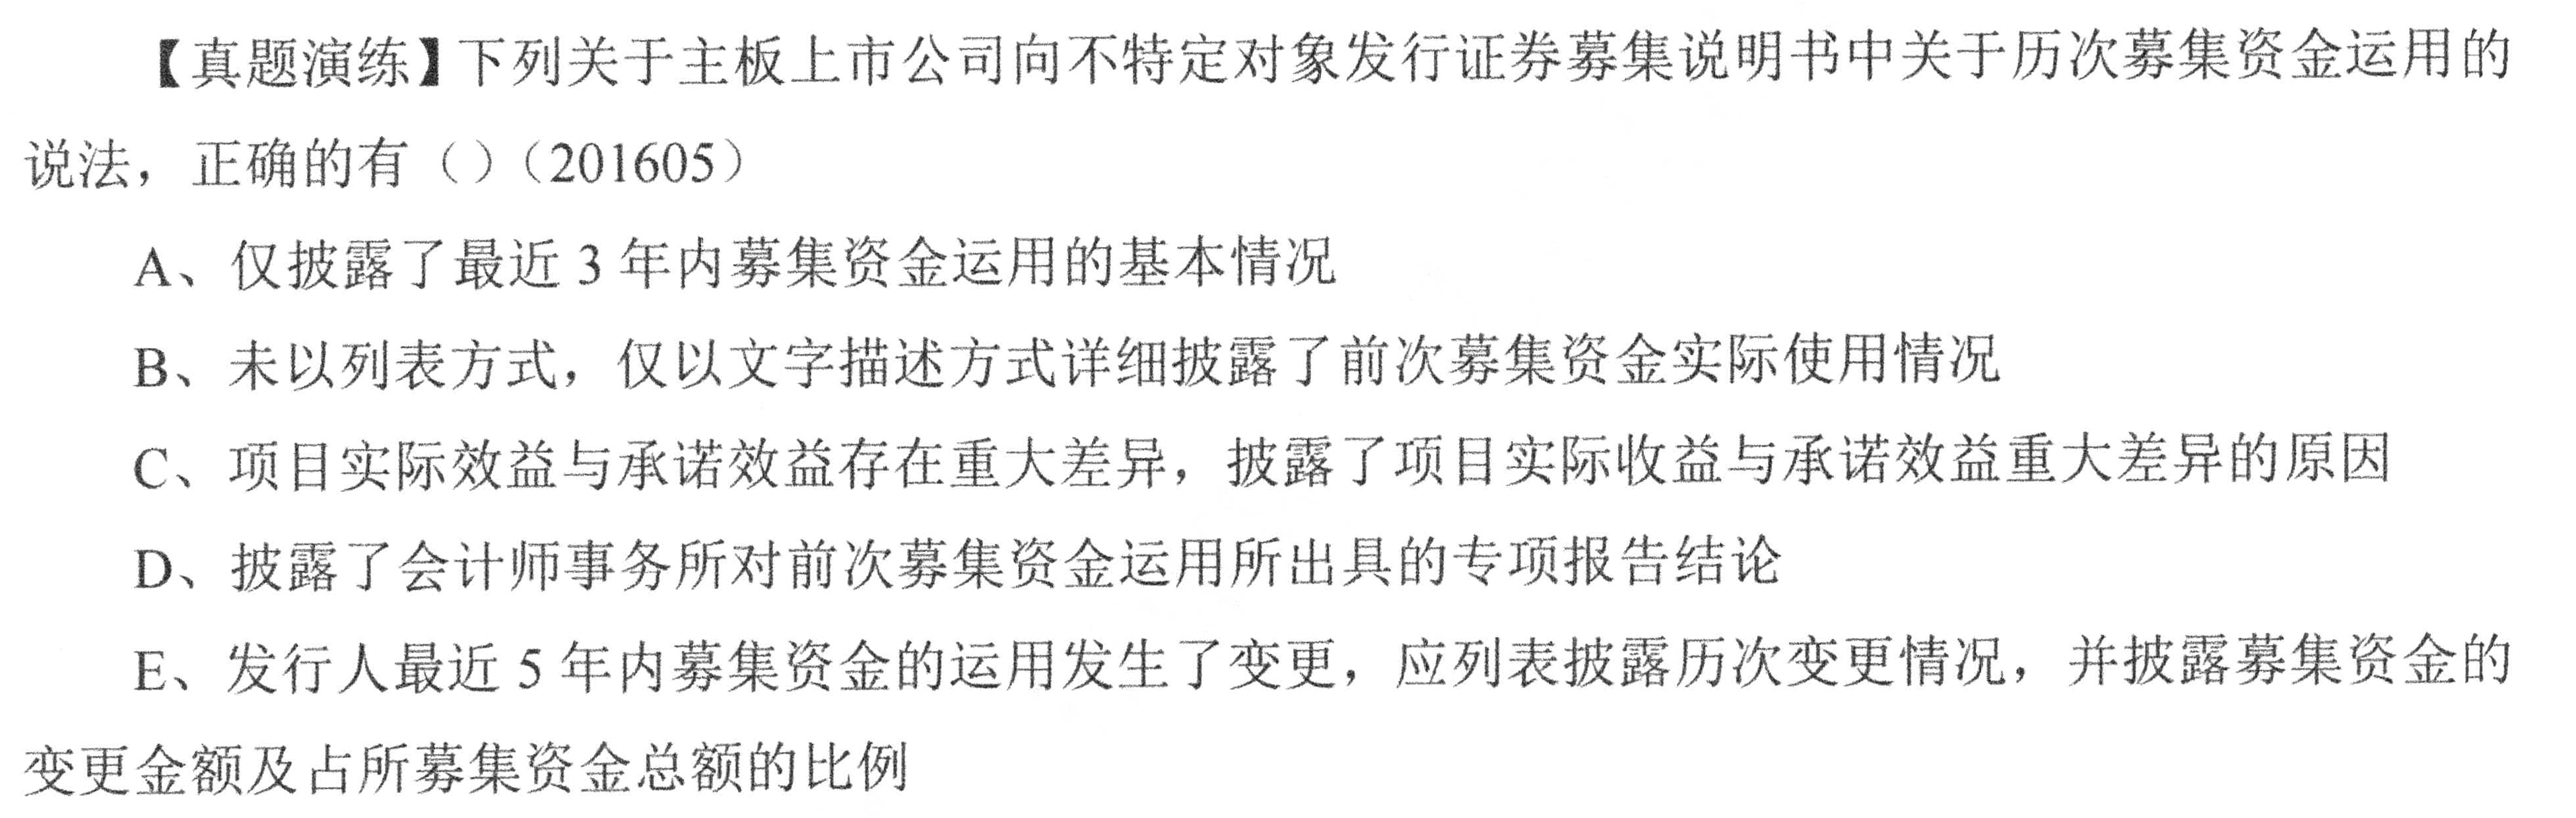 【真题演练】下列关于主板上市公司向不特定对象发行证券募集说明书中关于历次募集资金运用的
说法，正确的有（）（201605）
A、仅披露了最近 3 年内募集资金运用的基本情况
B、未以列表方式，仅以文字描述方式详细披露了前次募集资金实际使用情况
C、项目实际效益与承诺效益存在重大差异，披露了项目实际收益与承诺效益重大差异的原因
D、披露了会计师事务所对前次募集资金运用所出具的专项报告结论
E、发行人最近 5 年内募集资金的运用发生了变更，应列表披露历次变更情况，并披露募集资金的
变更金额及占所募集资金总额的比例